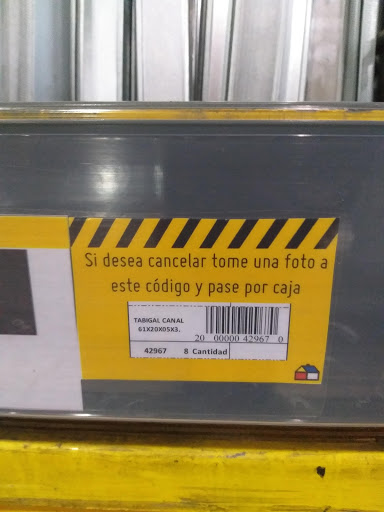 Si desea cancelar tome una foto a
este código y pase por caja
TABIGAL CANAL
61X20X05X3.
20 00000 42967 0
42967 8 Cantidad